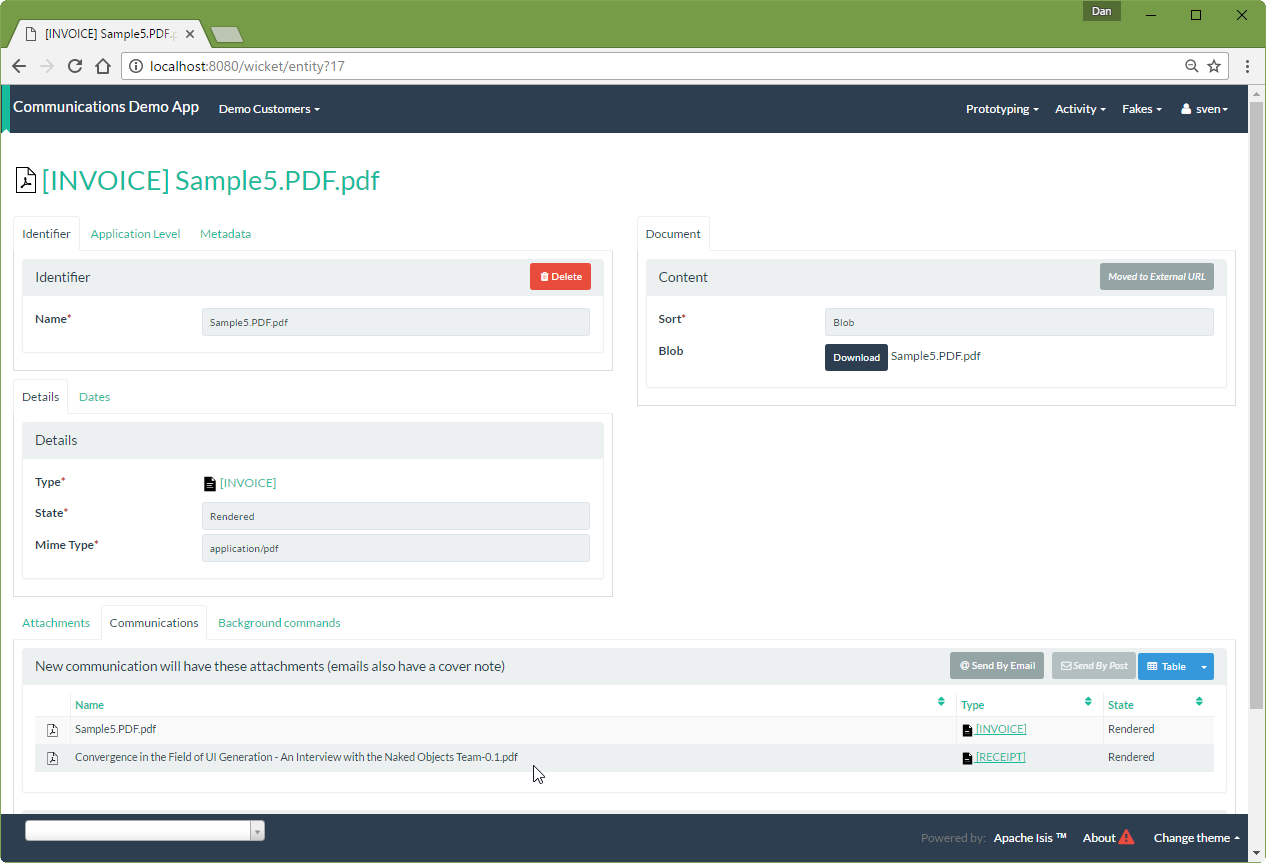 Dan
[INVOICE] Sample5.PDF.p
localhost:8080/wicket/entity?17
Communications Demo App Demo Customers Prototyping Activity Fakes sven
[INVOICE] Sample5.PDF.pdf
Identifier Application Level Metadata
Identifier Delete
Name* Sample5.PDF.pdf
Document
Content Moved to External URL
Sort* Blob
Blob Download Sample5.PDF.pdf
Details Dates
Details
Type* [INVOICE]
State* Rendered
Mime Type* application/pdf
Attachments Communications Background commands
New communication will have these attachments (emails also have a cover note) @ Send By Email Send By Post Table
Name Type State
Sample5.PDF.pdf [INVOICE] Rendered
Convergence in the Field of UI Generation - An Interview with the Naked Objects Team-0.1.pdf [RECEIPT] Rendered
Powered by: Apache Isis ™ About Change theme